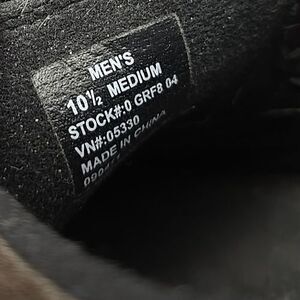 MEN'S
10½ MEDIUM
STOCK#:0 GRF8 04
VN#:05330
MADE IN CHINA